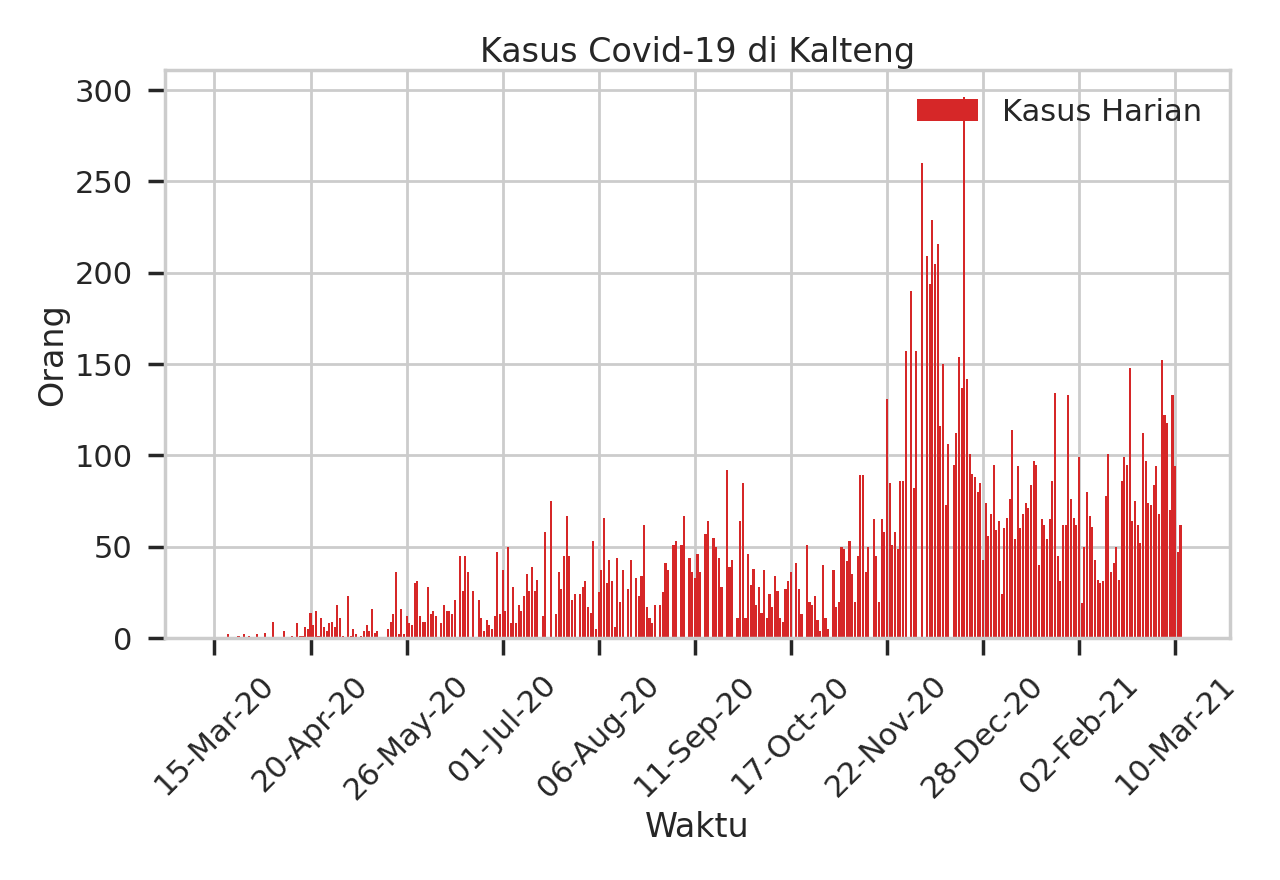 Kasus Covid-19 di Kalteng
Kasus Harian
300
250
200
150
100
50
0
Orang
15-Mar-20
20-Apr-20
26-May-20
01-Jul-20
06-Aug-20
11-Sep-20
17-Oct-20
22-Nov-20
28-Dec-20
02-Feb-21
10-Mar-21
Waktu